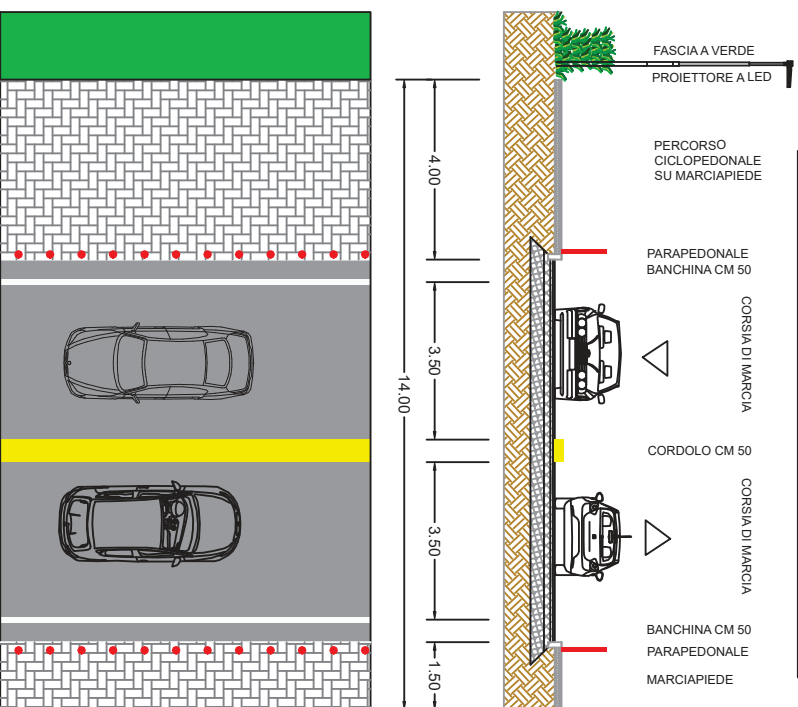 FASCIA A VERDE
PROIETTORE A LED
PERCORSO
CICLOPEDONALE
SU MARCIAPIEDE
4.00
PARAPEDONALE
BANCHINA CM 50
CORSIA DI MARCIA
3.50
14.00
CORDOLO CM 50
CORSIA DI MARCIA
3.50
BANCHINA CM 50
PARAPEDONALE
1.50
MARCIAPIEDE